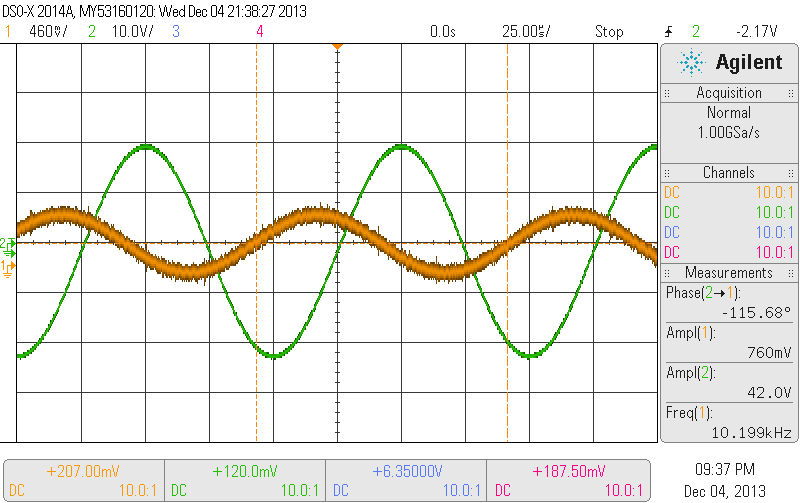 DSO-X 2014A, MY53160120: Wed Dec 04 21:38:27 2013
1 460mV/ 2 10.0V/ 3 4 0.0s 25.00us/ Stop 2 -2.17V
Agilent
Acquisition
Normal
1.00GSa/s
Channels
DC 10.0:1
DC 10.0:1
DC 10.0:1
DC 10.0:1
Measurements
Phase(2→1):
-115.68°
Ampl(1):
760mV
Ampl(2):
42.0V
Freq(1):
10.199kHz
2
1
+207.00mV
DC 10.0:1
+120.0mV
DC 10.0:1
+6.35000V
DC 10.0:1
+187.50mV
DC 10.0:1
09:37 PM
Dec 04, 2013